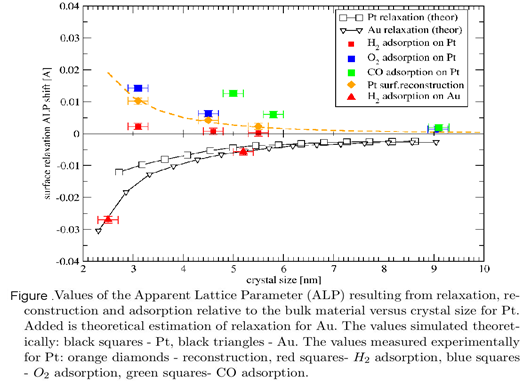 0.04
0.03
0.02
0.01
0
-0.01
-0.02
-0.03
-0.04
surface relaxation ALP shift [A]
Pt relaxation (theor)
Au relaxation (theor)
H2 adsorption on Pt
O2 adsorption on Pt
CO adsorption on Pt
Pt surf.reconstruction
H2 adsorption on Au
2 3 4 5 6 7 8 9 10
crystal size [nm]
Figure .Values of the Apparent Lattice Parameter (ALP) resulting from relaxation, re-
construction and adsorption relative to the bulk material versus crystal size for Pt.
Added is theoretical estimation of relaxation for Au. The values simulated theoret-
ically: black squares - Pt, black triangles - Au. The values measured experimentally
for Pt: orange diamonds - reconstruction, red squares- H2 adsorption, blue squares
- O2 adsorption, green squares- CO adsorption.